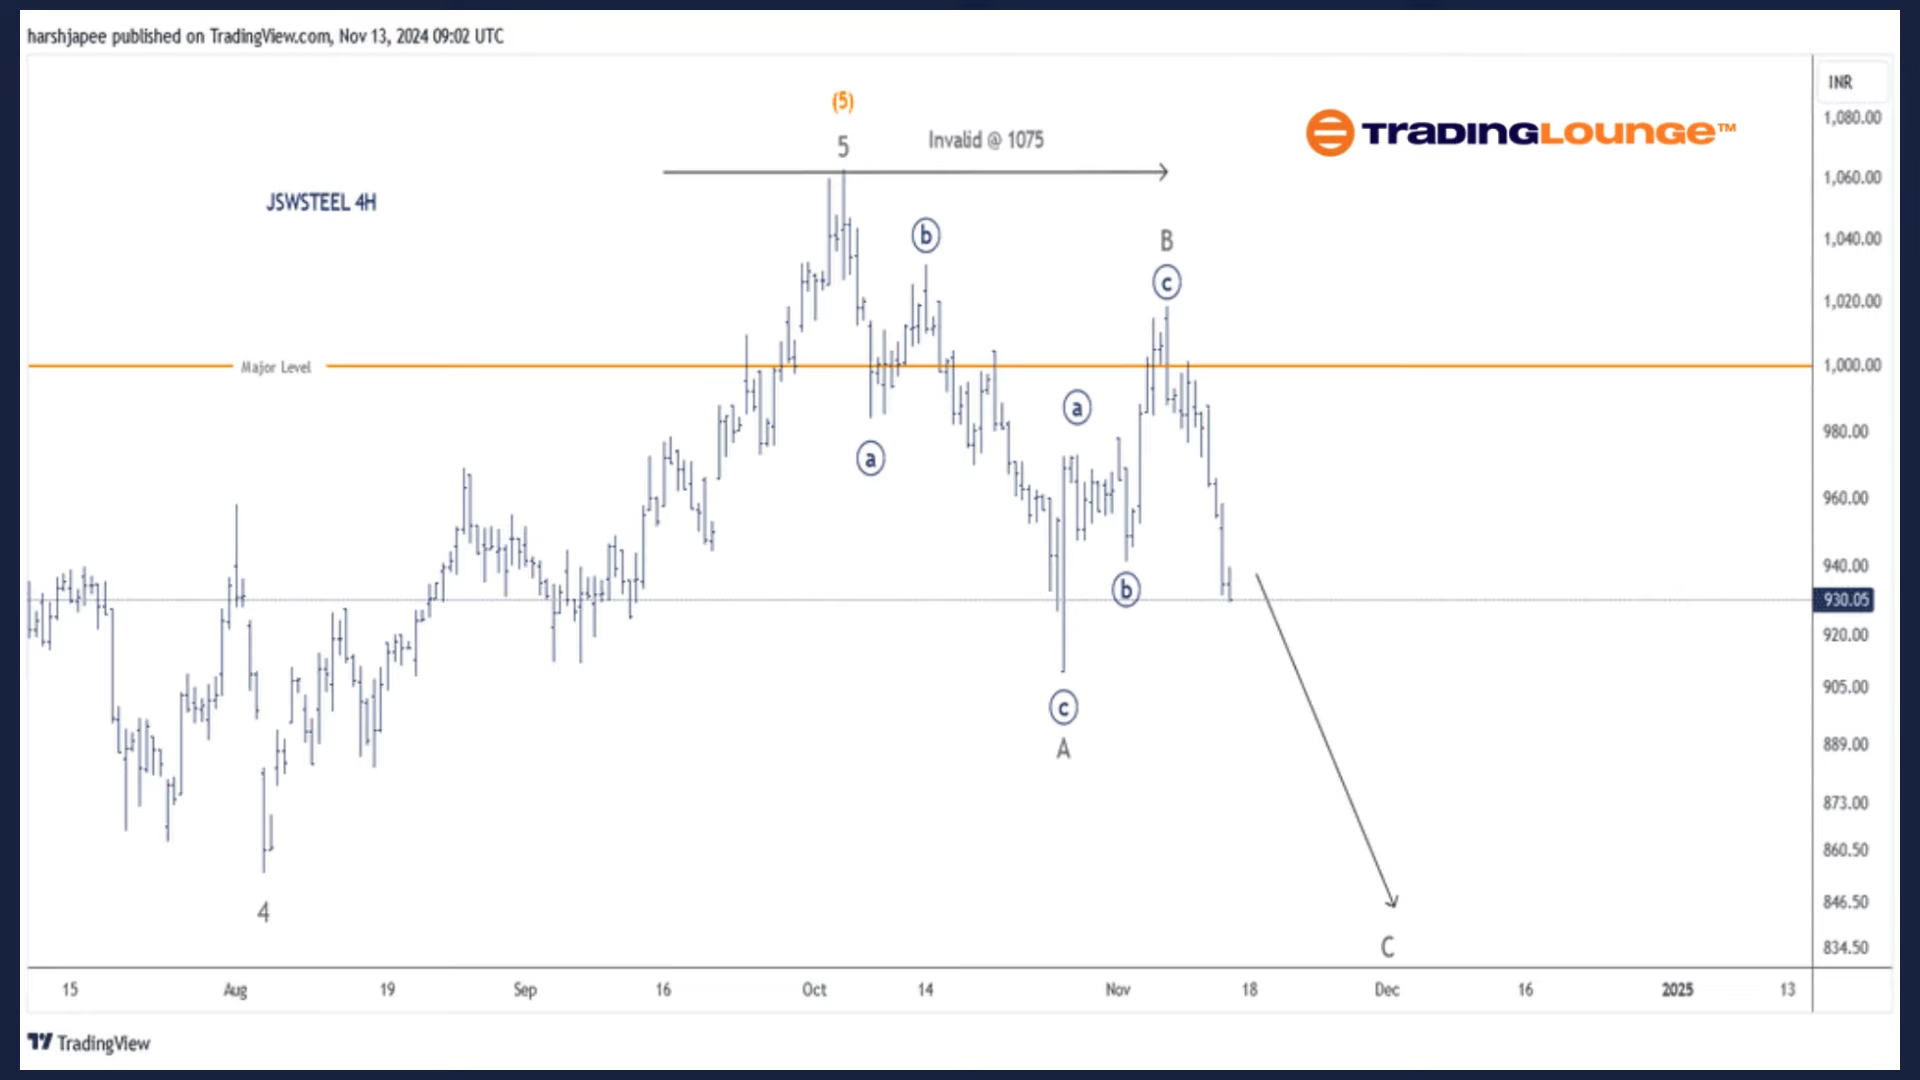 harshjapee published on TradingView.com, Nov 13, 2024 09:02 UTC
INR
(5)
5
Invalid @ 1075
TRADINGLOUNGE™
JSWSTEEL 4H
b
B
c
Major Level
a
a
b
c
A
4
C
1,080.00
1,060.00
1,040.00
1,020.00
1,000.00
980.00
960.00
940.00
930.05
920.00
905.00
889.00
873.00
860.50
846.50
834.50
15 Aug 19 Sep 16 Oct 14 Nov 18 Dec 16 2025 13
TradingView